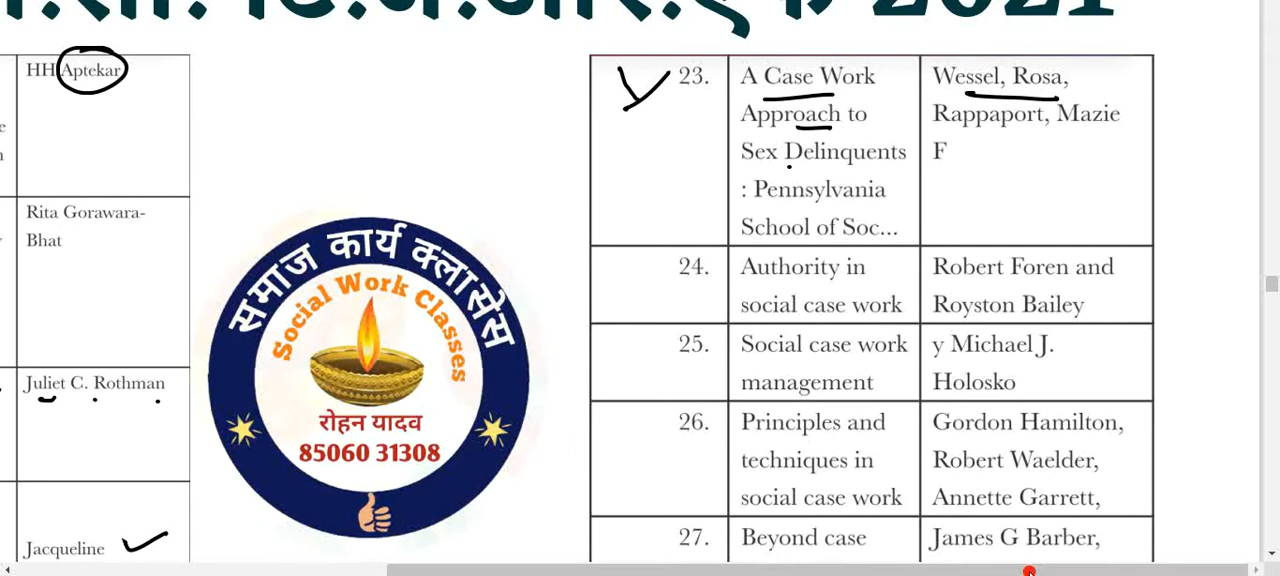 2021
HH Aptekar
Rita Gorawara-
Bhat
Juliet C. Rothman
Jacqueline
समाज कार्य क्लासेस
Social Work Classes
रोहन यादव
85060 31308
23. A Case Work Wessel, Rosa,
Approach to Rappaport, Mazie
Sex Delinquents F
: Pennsylvania
School of Soc...
24. Authority in Robert Foren and
social case work Royston Bailey
25. Social case work y Michael J.
management Holosko
26. Principles and Gordon Hamilton,
techniques in Robert Waelder,
social case work Annette Garrett,
27. Beyond case James G Barber,